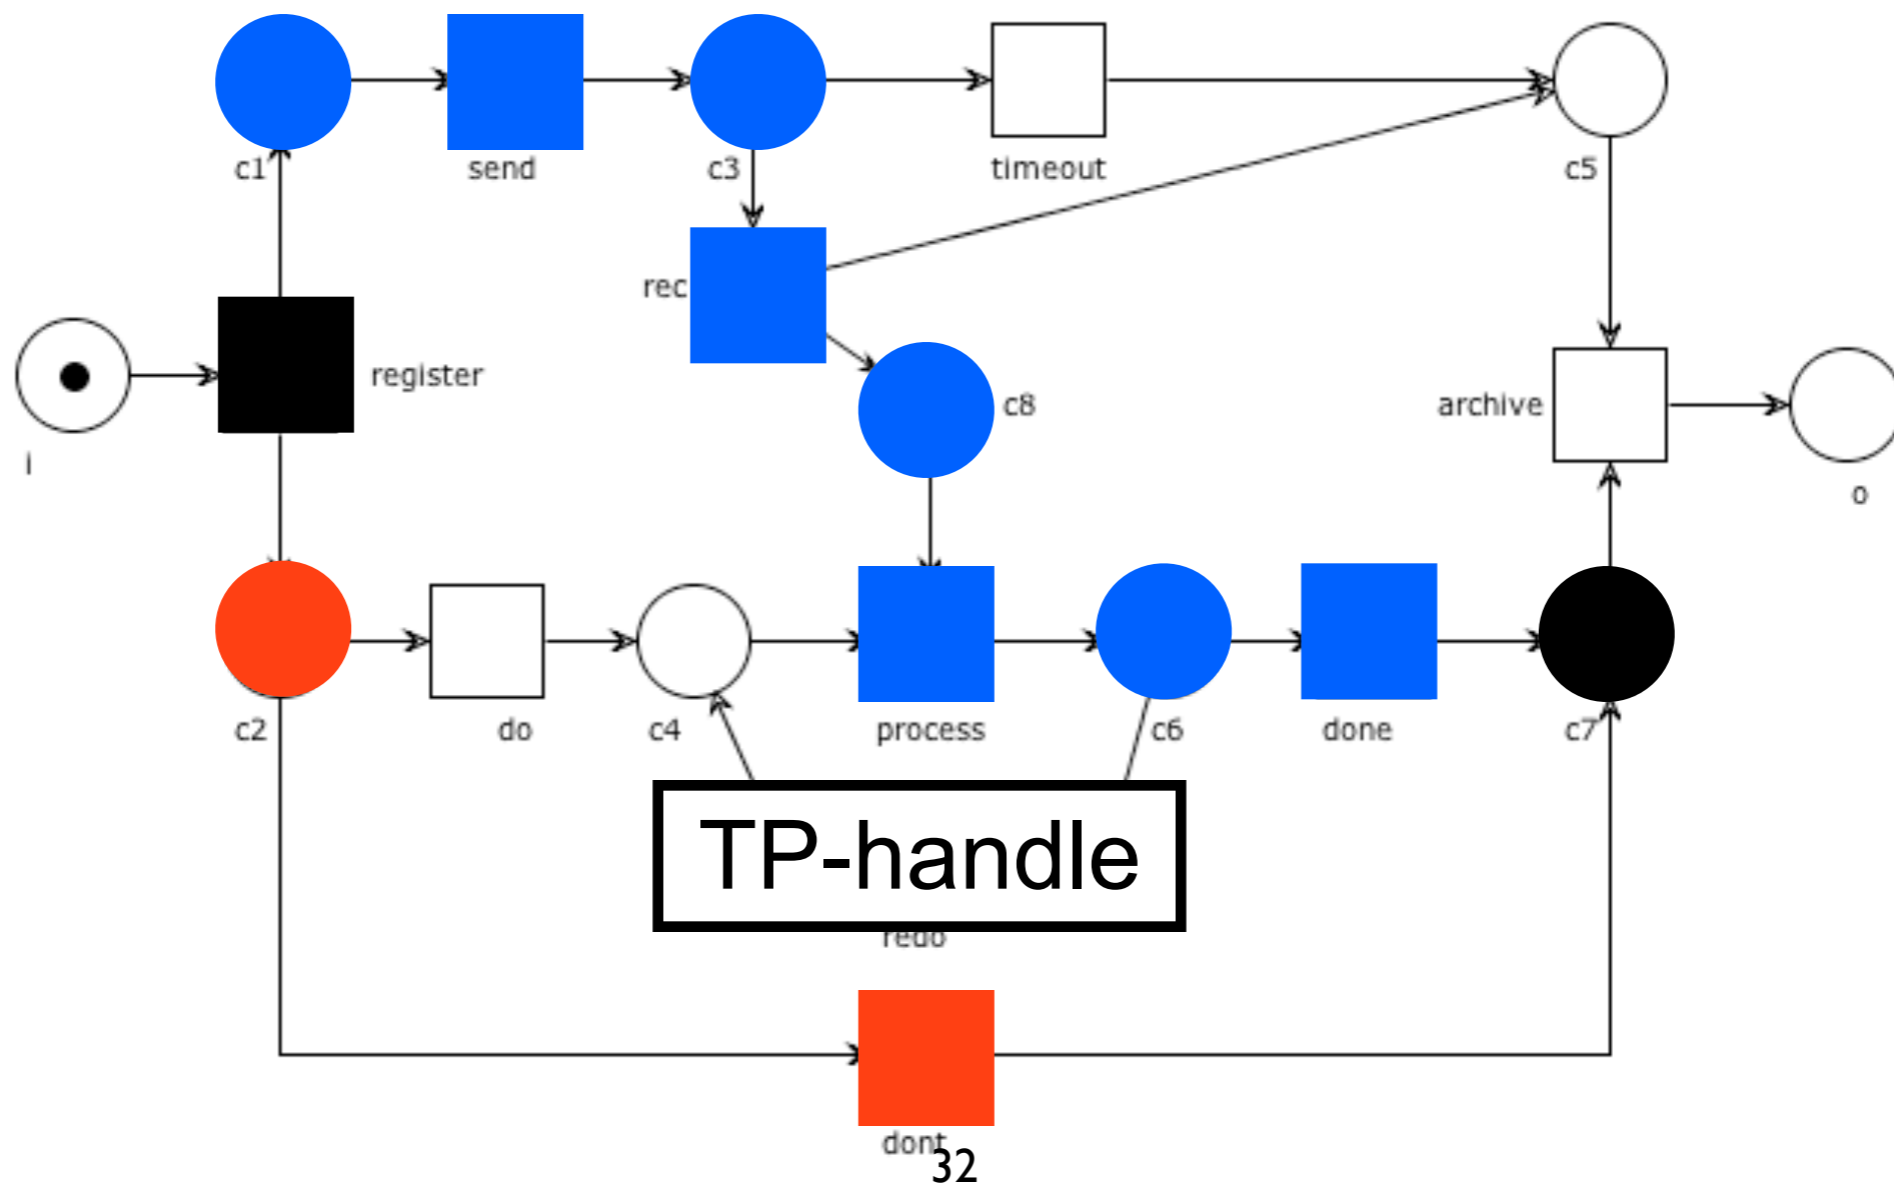 c1
send
c3
timeout
c5
rec
register
c8
archive
i
o
c2
do
c4
process
c6
done
c7
TP-handle
redo
dont
32